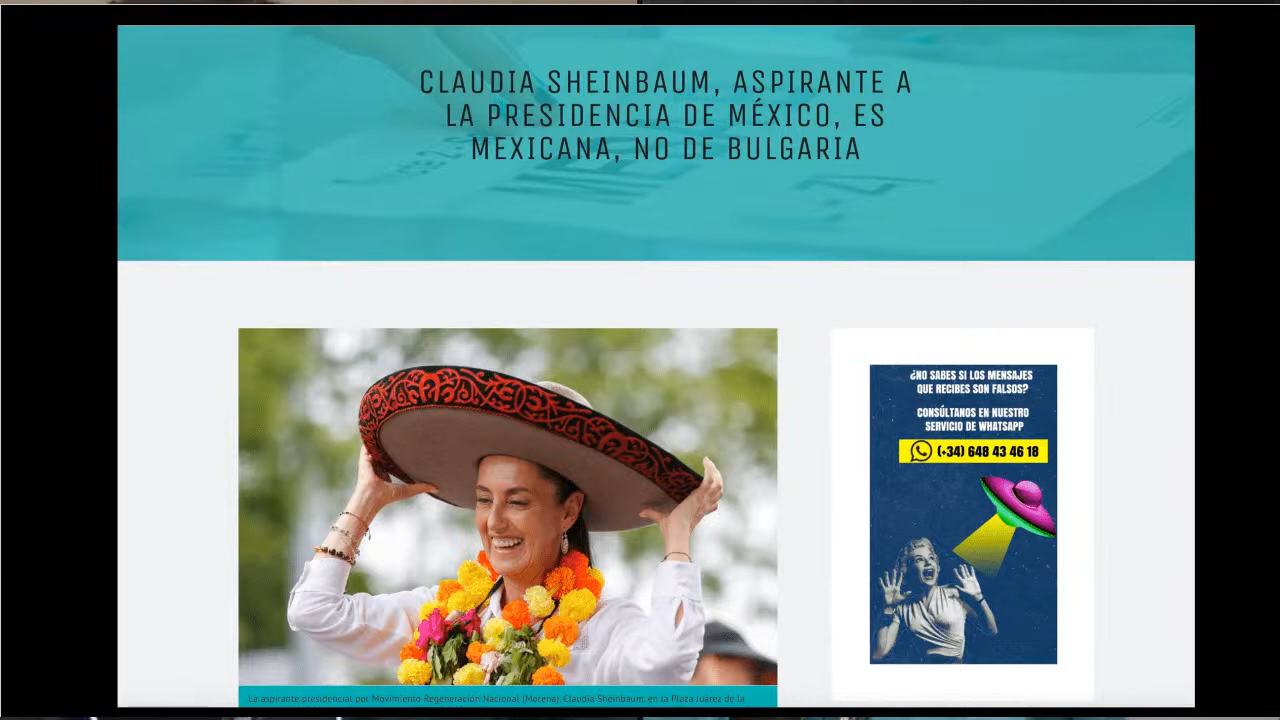 CLAUDIA SHEINBAUM, ASPIRANTE A
LA PRESIDENCIA DE MÉXICO, ES
MEXICANA, NO DE BULGARIA
¿NO SABES SI LOS MENSAJES
QUE RECIBES SON FALSOS?
CONSÚLTANOS EN NUESTRO
SERVICIO DE WHATSAPP
(+34) 648 43 46 18
La aspirante presidencial por Movimiento Regeneración Nacional (Morena), Claudia Sheinbaum, en la Plaza Juárez de la